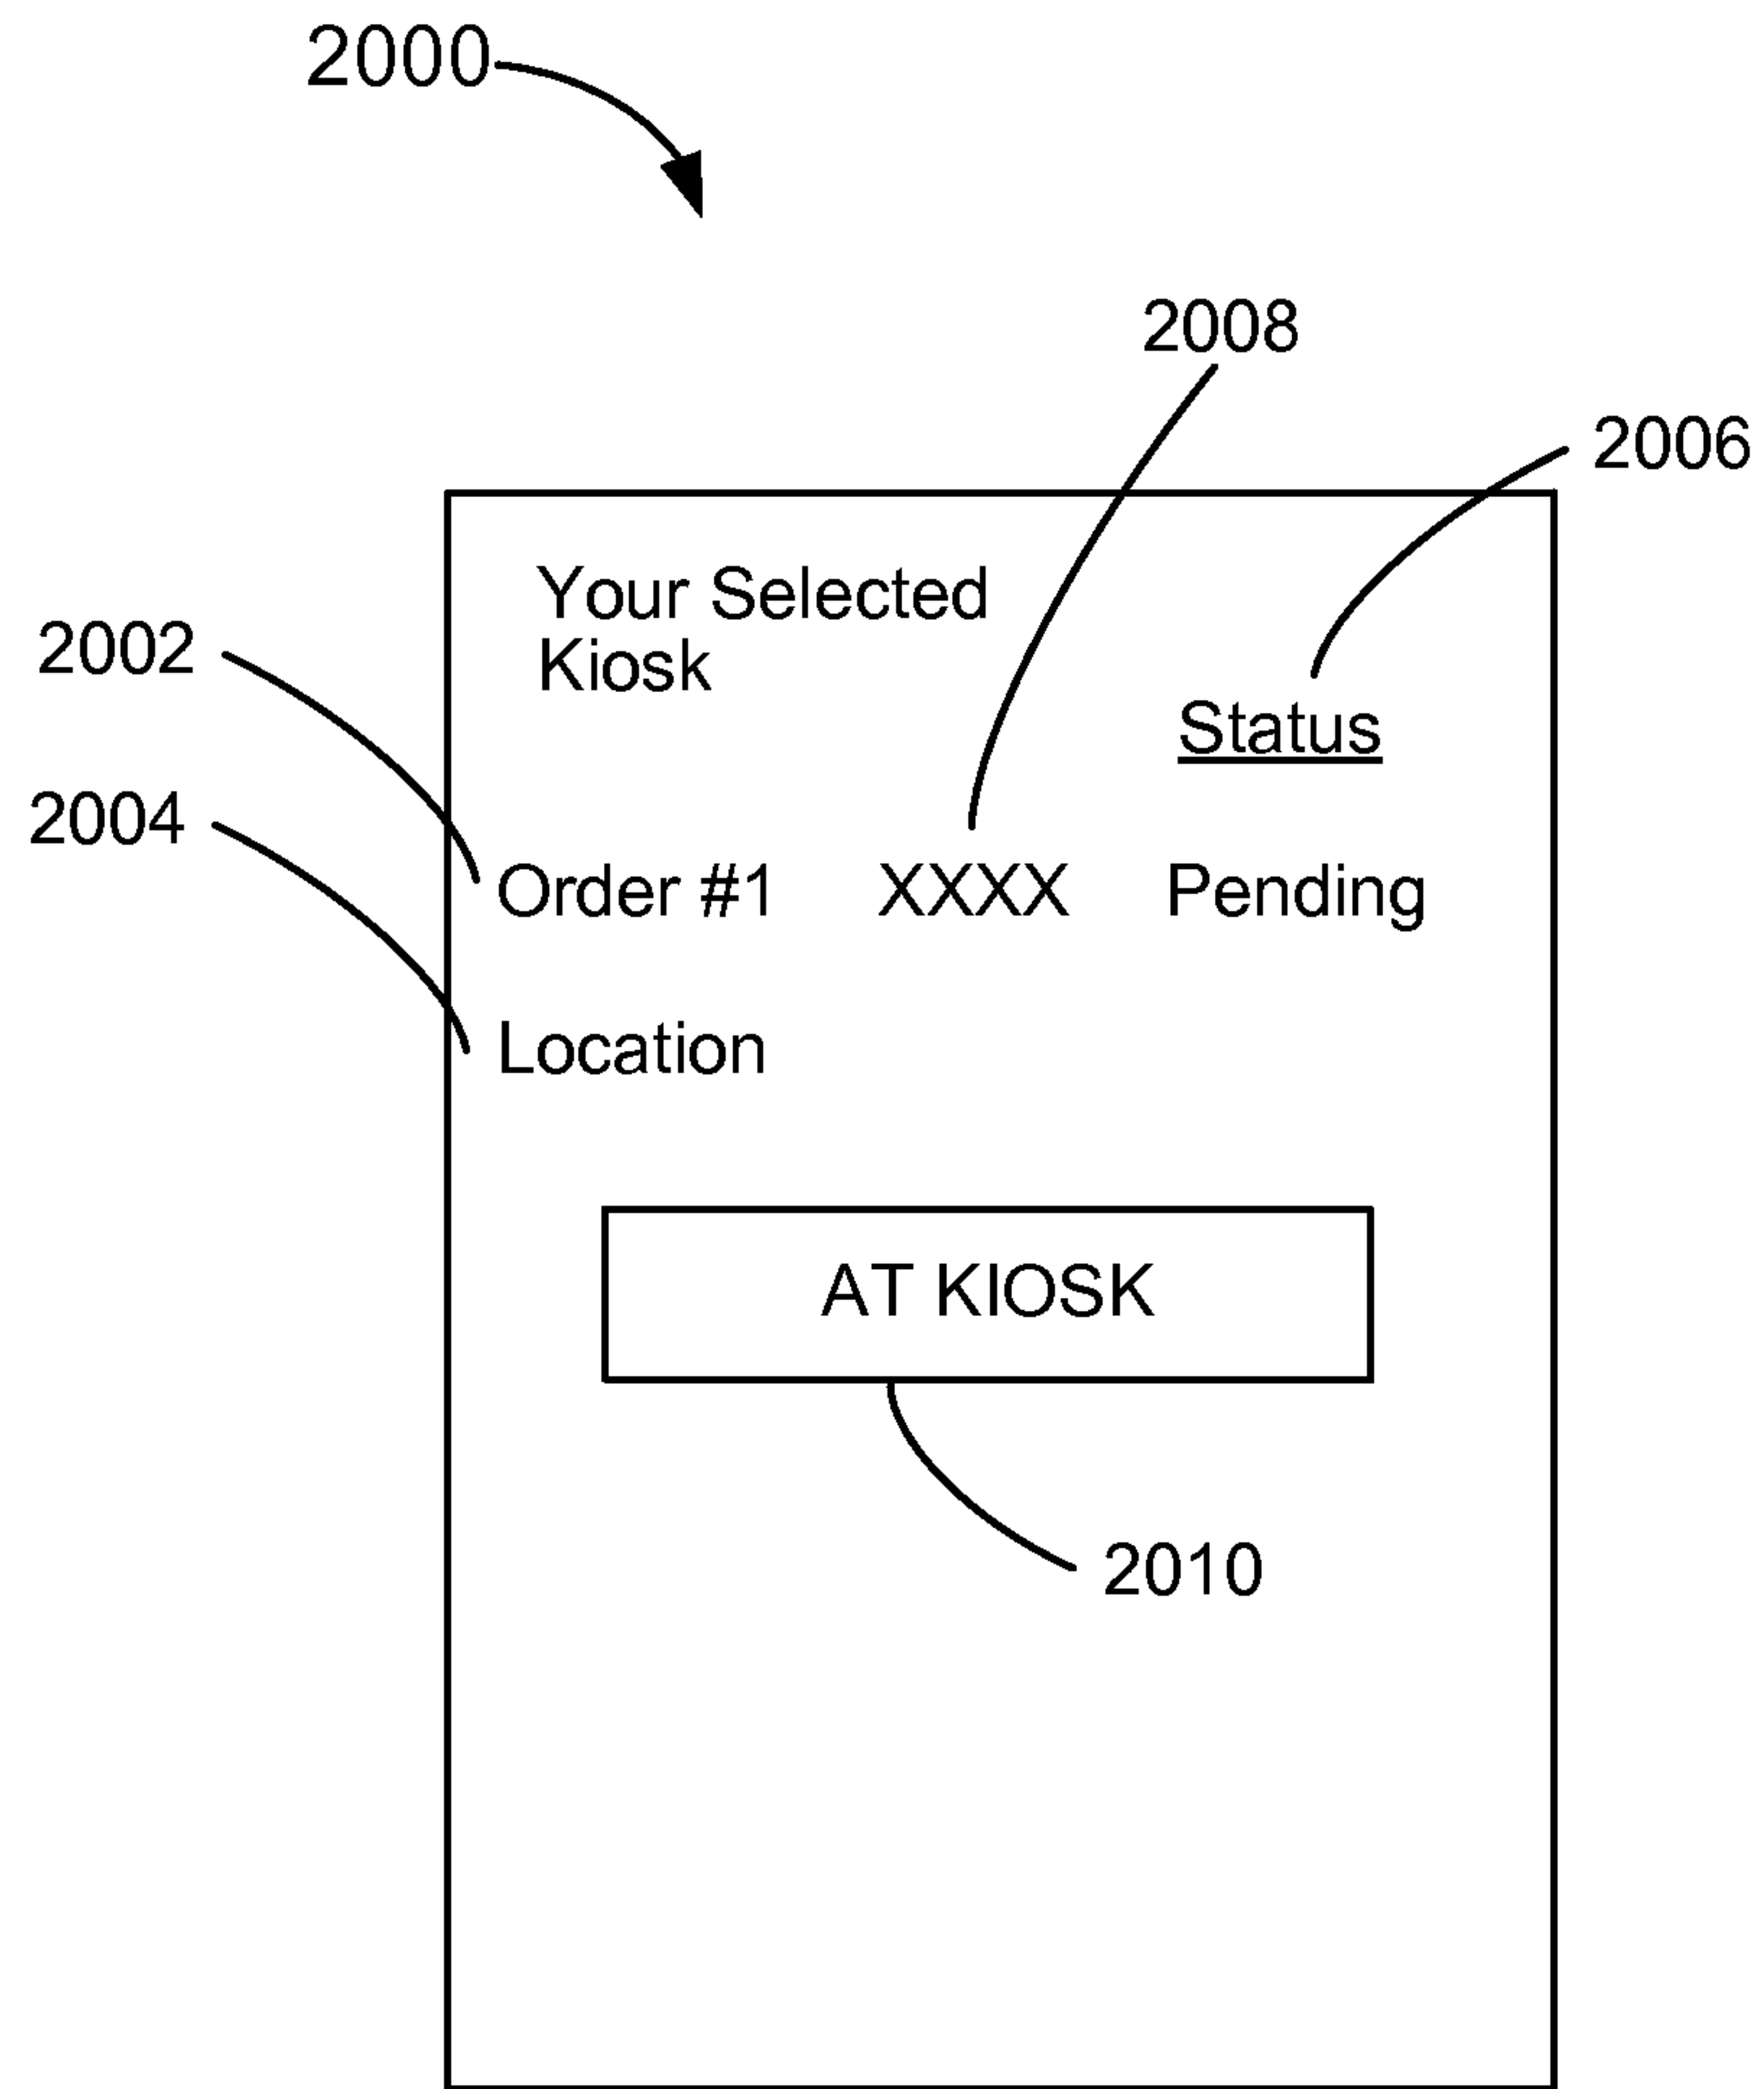 2000
2008
2006
Your Selected
Kiosk
2002
Status
2004
Order #1 XXXX Pending
Location
AT KIOSK
2010